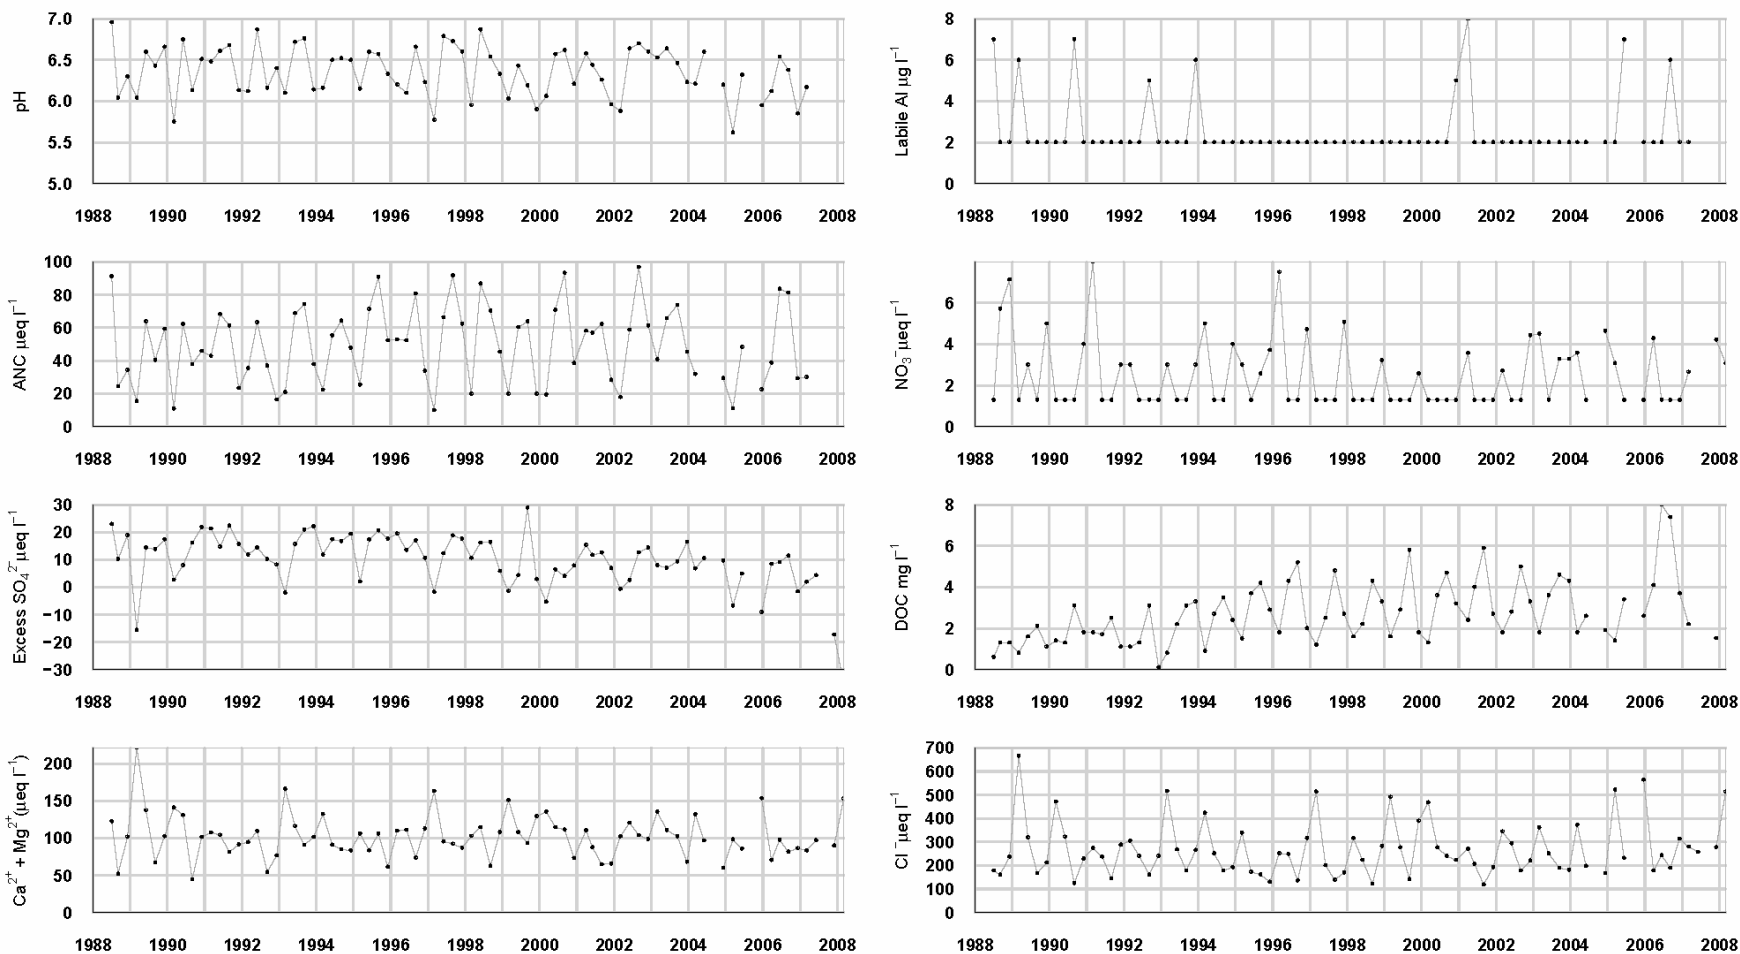 pH
7.0
6.5
6.0
5.5
5.0
1988 1990 1992 1994 1996 1998 2000 2002 2004 2006 2008
Labile Al µg l⁻¹
8
6
4
2
0
1988 1990 1992 1994 1996 1998 2000 2002 2004 2006 2008
ANC µeq l⁻¹
100
80
60
40
20
0
1988 1990 1992 1994 1996 1998 2000 2002 2004 2006 2008
NO₃⁻ µeq l⁻¹
6
4
2
0
1988 1990 1992 1994 1996 1998 2000 2002 2004 2006 2008
Excess SO₄²⁻ µeq l⁻¹
30
20
10
0
−10
−20
−30
1988 1990 1992 1994 1996 1998 2000 2002 2004 2006 2008
DOC mg l⁻¹
8
6
4
2
0
1988 1990 1992 1994 1996 1998 2000 2002 2004 2006 2008
Ca²⁺ + Mg²⁺ (µeq l⁻¹)
200
150
100
50
0
1988 1990 1992 1994 1996 1998 2000 2002 2004 2006 2008
Cl⁻ µeq l⁻¹
700
600
500
400
300
200
100
0
1988 1990 1992 1994 1996 1998 2000 2002 2004 2006 2008